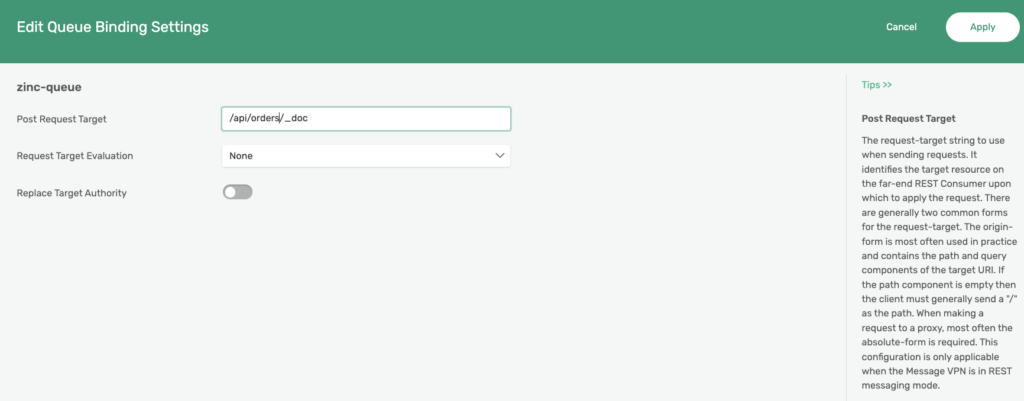 Edit Queue Binding Settings
Cancel
Apply
zinc-queue
Post Request Target
/api/orders/_doc
Request Target Evaluation
None
Replace Target Authority
Tips >>
Post Request Target
The request-target string to use
when sending requests. It
identifies the target resource on
the far-end REST Consumer upon
which to apply the request. There
are generally two common forms
for the request-target. The origin-
form is most often used in practice
and contains the path and query
components of the target URI. If
the path component is empty then
the client must generally send a "/"
as the path. When making a
request to a proxy, most often the
absolute-form is required. This
configuration is only applicable
when the Message VPN is in REST
messaging mode.